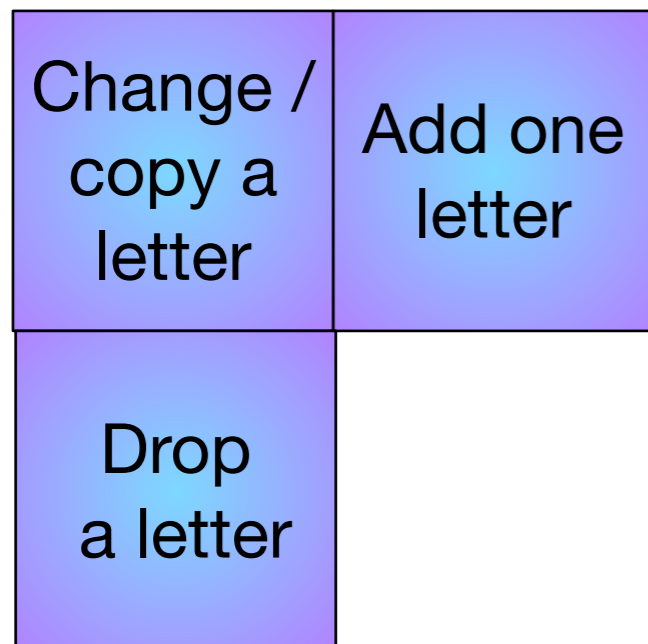 Change /
copy a
letter
Add one
letter
Drop
a letter